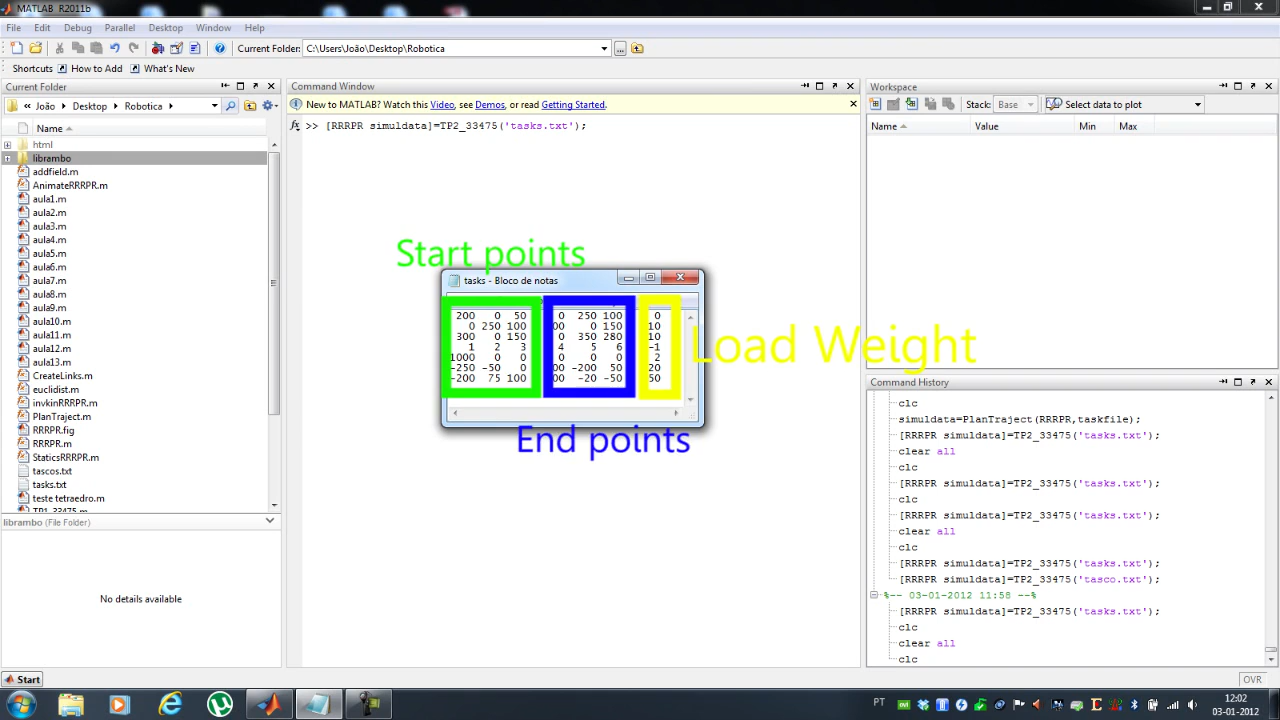 MATLAB R2011b
File Edit Debug Parallel Desktop Window Help
Current Folder: C:\Users\João\Desktop\Robotica
Shortcuts How to Add What's New
Current Folder
« João ▸ Desktop ▸ Robotica ▸
Name
html
librambo
addfield.m
AnimateRRRPR.m
aula1.m
aula2.m
aula3.m
aula4.m
aula5.m
aula6.m
aula7.m
aula8.m
aula9.m
aula10.m
aula11.m
aula12.m
aula13.m
CreateLinks.m
euclidist.m
invkinRRRPR.m
PlanTraject.m
RRRPR.fig
RRRPR.m
StaticsRRRPR.m
tascos.txt
tasks.txt
teste tetraedro.m
TP1_33475.m
librambo (File Folder)
No details available
Command Window
New to MATLAB? Watch this Video, see Demos, or read Getting Started.
fx >> [RRRPR simuldata]=TP2_33475('tasks.txt');
Start points
tasks - Bloco de notas
200 0 50 0 250 100 0
0 250 100 00 0 150 10
300 0 150 0 350 280 10
1 2 3 4 5 6 -1
1000 0 0 0 0 0 2
-250 -50 0 00 -200 50 20
-200 75 100 00 -20 -50 50
Load Weight
End points
Workspace
Stack: Base Select data to plot
Name Value Min Max
Command History
clc
simuldata=PlanTraject(RRRPR,taskfile);
[RRRPR simuldata]=TP2_33475('tasks.txt');
clear all
clc
[RRRPR simuldata]=TP2_33475('tasks.txt');
clc
[RRRPR simuldata]=TP2_33475('tasks.txt');
clear all
clc
[RRRPR simuldata]=TP2_33475('tasks.txt');
[RRRPR simuldata]=TP2_33475('tasco.txt');
%-- 03-01-2012 11:58 --%
[RRRPR simuldata]=TP2_33475('tasks.txt');
clc
clear all
clc
Start
OVR
PT
12:02
03-01-2012